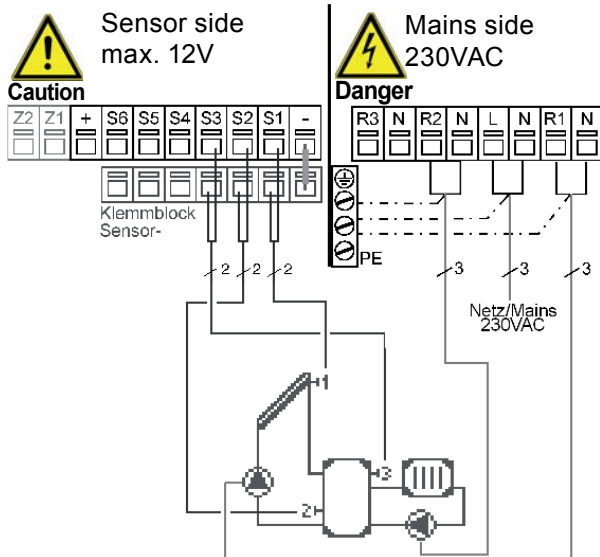 Sensor side
max. 12V
Caution
Mains side
230VAC
Danger
Z2 Z1 + S6 S5 S4 S3 S2 S1 -
R3 N R2 N L N R1 N
Klemmblock
Sensor-
PE
2 2 2
3 3 3
Netz/Mains
230VAC
1
3
2